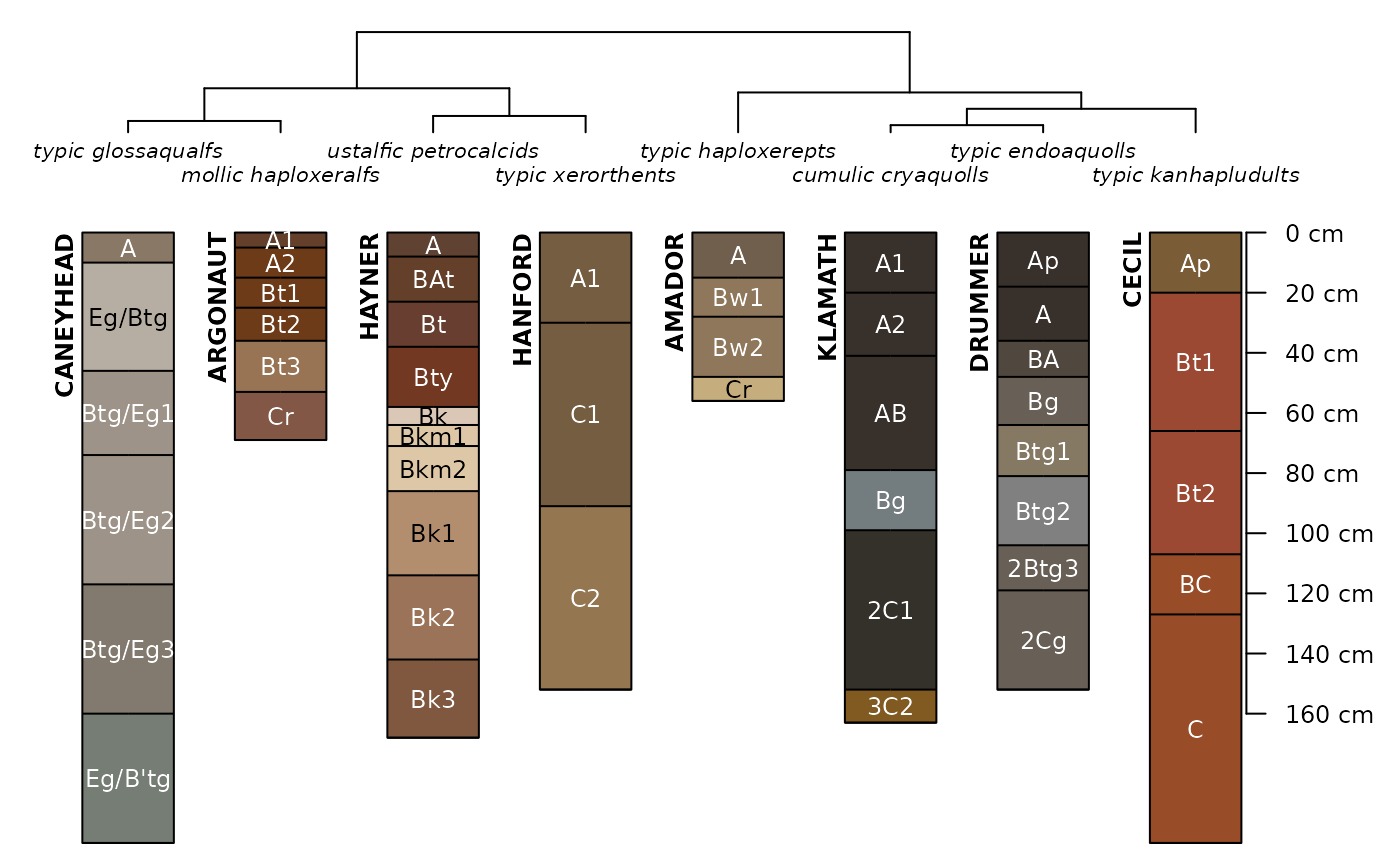 typic glossaqualfs
ustalfic petrocalcids
typic haploxerepts
typic endoaquolls
mollic haploxeralfs
typic xerorthents
cumulic cryaquolls
typic kanhapludults
CANEYHEAD
A
Eg/Btg
Btg/Eg1
Btg/Eg2
Btg/Eg3
Eg/B'tg
ARGONAUT
A1
A2
Bt1
Bt2
Bt3
Cr
HAYNER
A
BAt
Bt
Bty
Bk
Bkm1
Bkm2
Bk1
Bk2
Bk3
HANFORD
A1
C1
C2
AMADOR
A
Bw1
Bw2
Cr
KLAMATH
A1
A2
AB
Bg
2C1
3C2
DRUMMER
Ap
A
BA
Bg
Btg1
Btg2
2Btg3
2Cg
CECIL
Ap
Bt1
Bt2
BC
C
0 cm
20 cm
40 cm
60 cm
80 cm
100 cm
120 cm
140 cm
160 cm